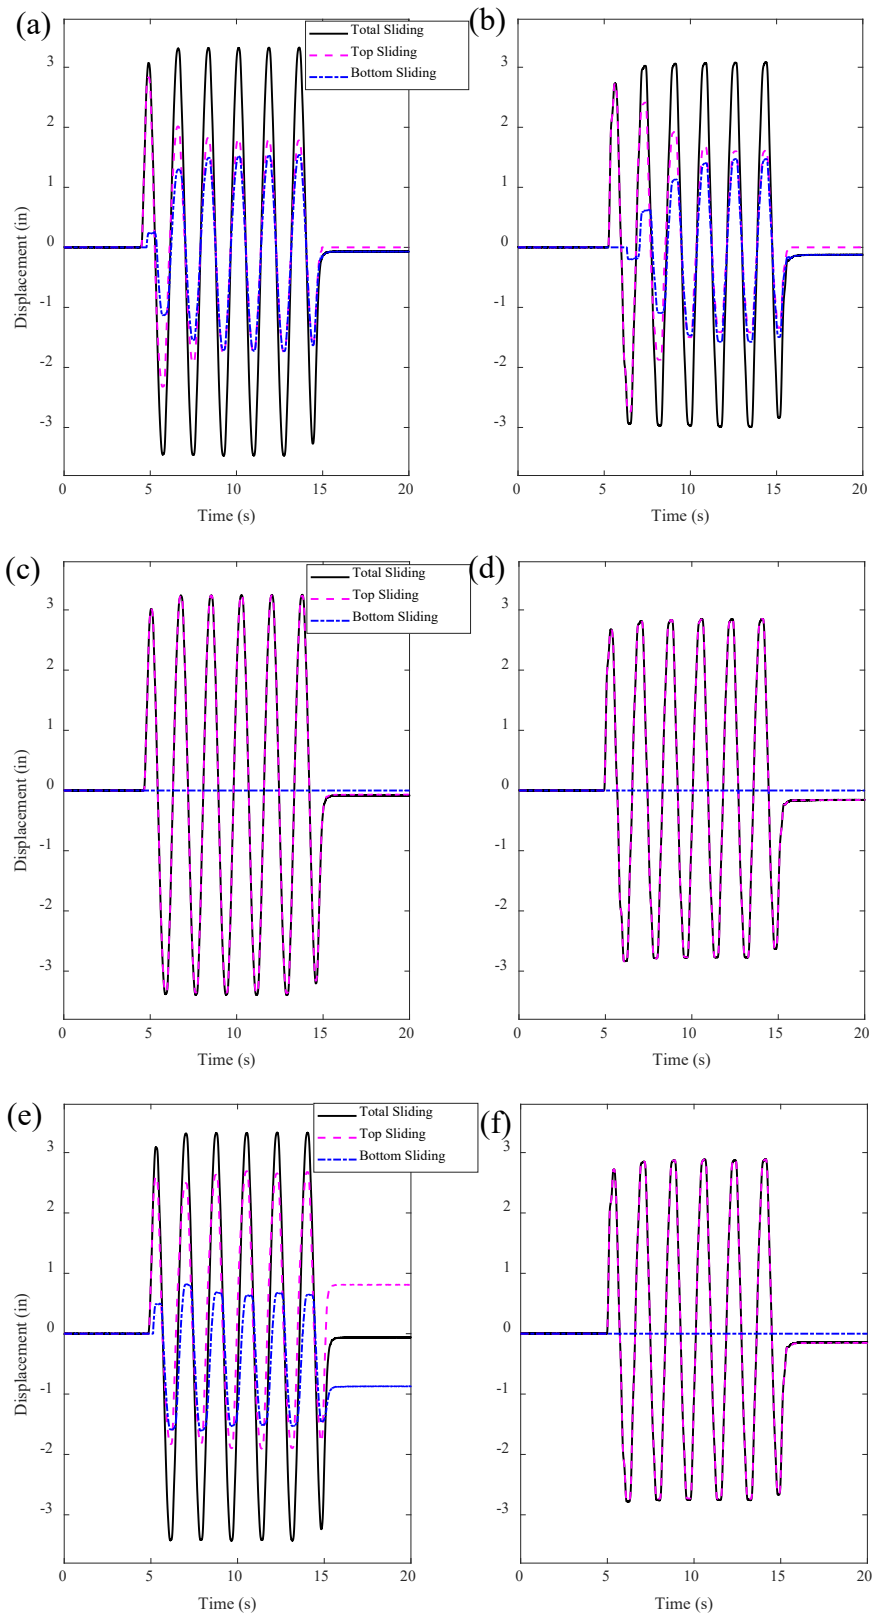 (a)
Total Sliding
Top Sliding
Bottom Sliding
3
2
1
0
-1
-2
-3
Displacement (in)
0 5 10 15 20
Time (s)
(b)
3
2
1
0
-1
-2
-3
0 5 10 15 20
Time (s)
(c)
Total Sliding
Top Sliding
Bottom Sliding
3
2
1
0
-1
-2
-3
Displacement (in)
0 5 10 15 20
Time (s)
(d)
3
2
1
0
-1
-2
-3
0 5 10 15 20
Time (s)
(e)
Total Sliding
Top Sliding
Bottom Sliding
3
2
1
0
-1
-2
-3
Displacement (in)
0 5 10 15 20
Time (s)
(f)
3
2
1
0
-1
-2
-3
0 5 10 15 20
Time (s)